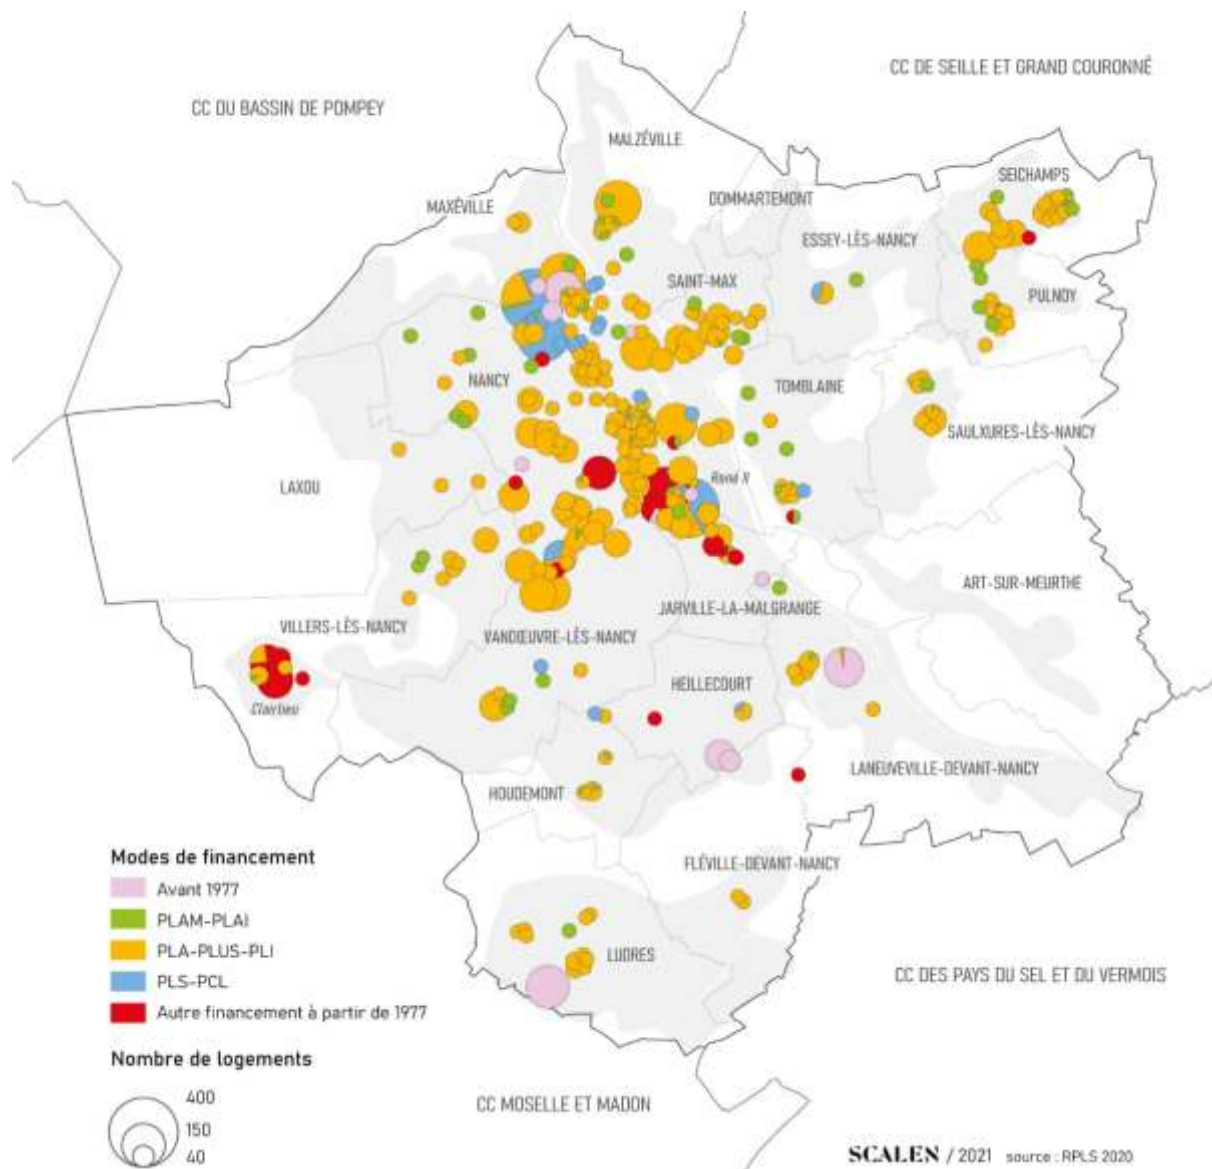 CC DE SEILLE ET GRAND COURONNÉ
CC DU BASSIN DE POMPEY
MALZÉVILLE
SEICHAMPS
DOMMARTEMONT
MAXÉVILLE
ESSEY-LÈS-NANCY
SAINT-MAX
PULNOY
NANCY
TOMBLAINE
SAULXURES-LÈS-NANCY
René II
LAXOU
ART-SUR-MEURTHE
JARVILLE-LA-MALGRANGE
VILLERS-LÈS-NANCY
VANDŒUVRE-LÈS-NANCY
HEILLECOURT
Clairlieu
LANEUVEVILLE-DEVANT-NANCY
HOUDEMONT
FLÉVILLE-DEVANT-NANCY
LUDRES
CC DES PAYS DU SEL ET DU VERMOIS
Modes de financement
Avant 1977
PLAM-PLAI
PLA-PLUS-PLI
PLS-PCL
Autre financement à partir de 1977
Nombre de logements
400
150
40
CC MOSELLE ET MADON
SCALEN / 2021 source : RPLS 2020